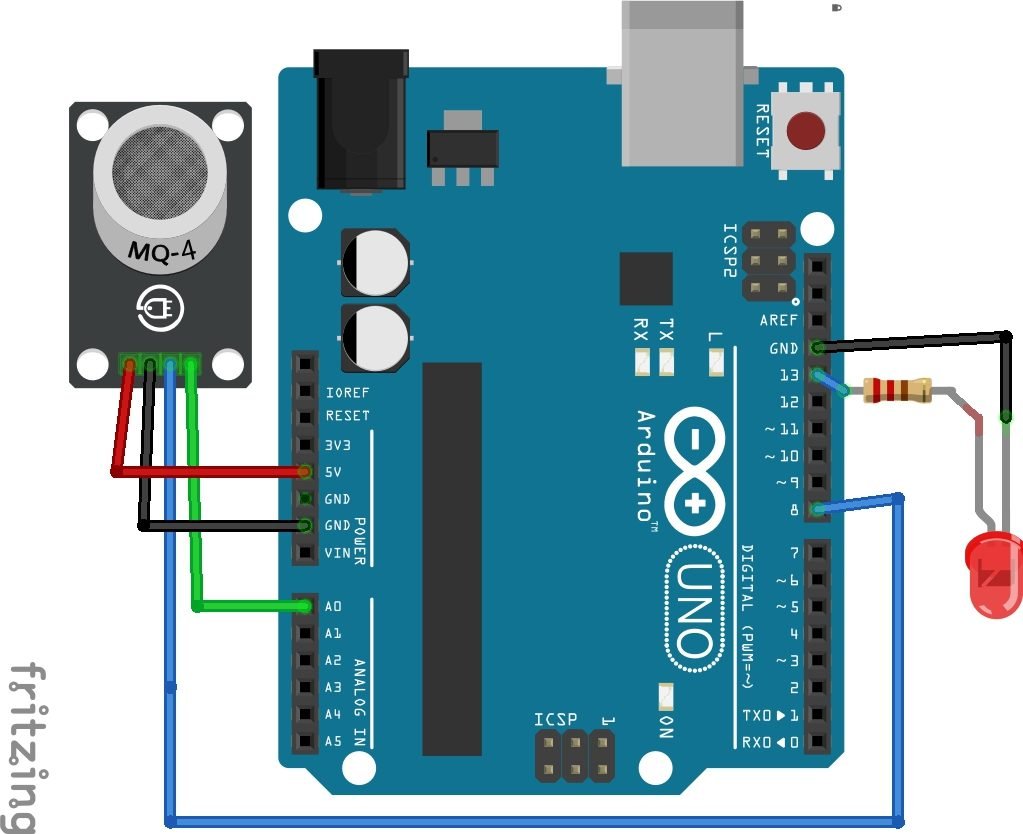 MQ-4
RESET
ICSP2
AREF
GND
13
12
~11
~10
~9
8
7
~6
~5
4
~3
2
TX0 1
RX0 0
DIGITAL (PWM=~)
RX
TX
L
Arduino™
UNO
IOREF
RESET
3V3
5V
GND
GND
VIN
POWER
A0
A1
A2
A3
A4
A5
ANALOG IN
ICSP
1
ON
fritzing